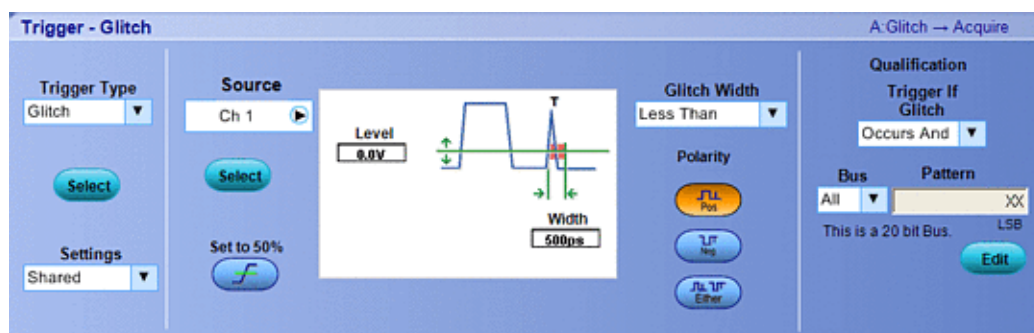 Trigger - Glitch
A:Glitch → Acquire
Trigger Type
Glitch
Select
Settings
Shared
Source
Ch 1
Select
Set to 50%
Level
0.0V
T
Width
500ps
Glitch Width
Less Than
Polarity
Pos
Neg
Either
Qualification
Trigger If
Glitch
Occurs And
Bus
Pattern
All
XX
This is a 20 bit Bus.
LSB
Edit